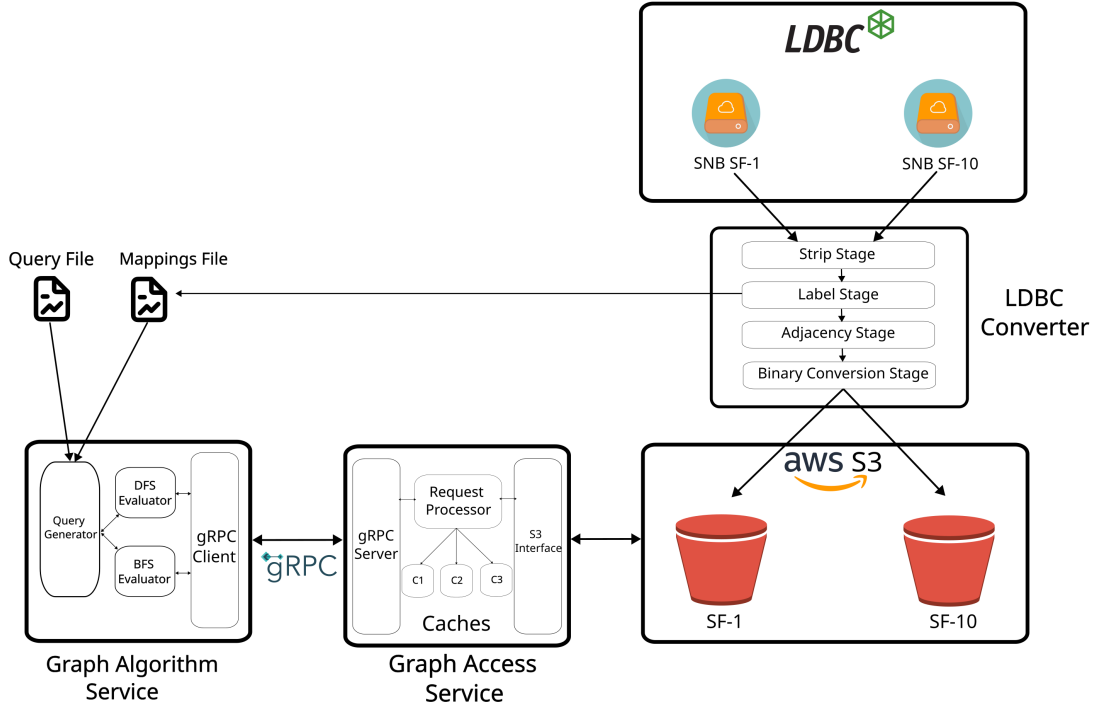 LDBC
SNB SF-1
SNB SF-10
Strip Stage
Label Stage
Adjacency Stage
Binary Conversion Stage
LDBC
Converter
Query File
Mappings File
Query
Generator
DFS
Evaluator
BFS
Evaluator
gRPC
Client
Graph Algorithm
Service
gRPC
gRPC
Server
Request
Processor
C1
C2
C3
Caches
S3
Interface
Graph Access
Service
aws S3
SF-1
SF-10